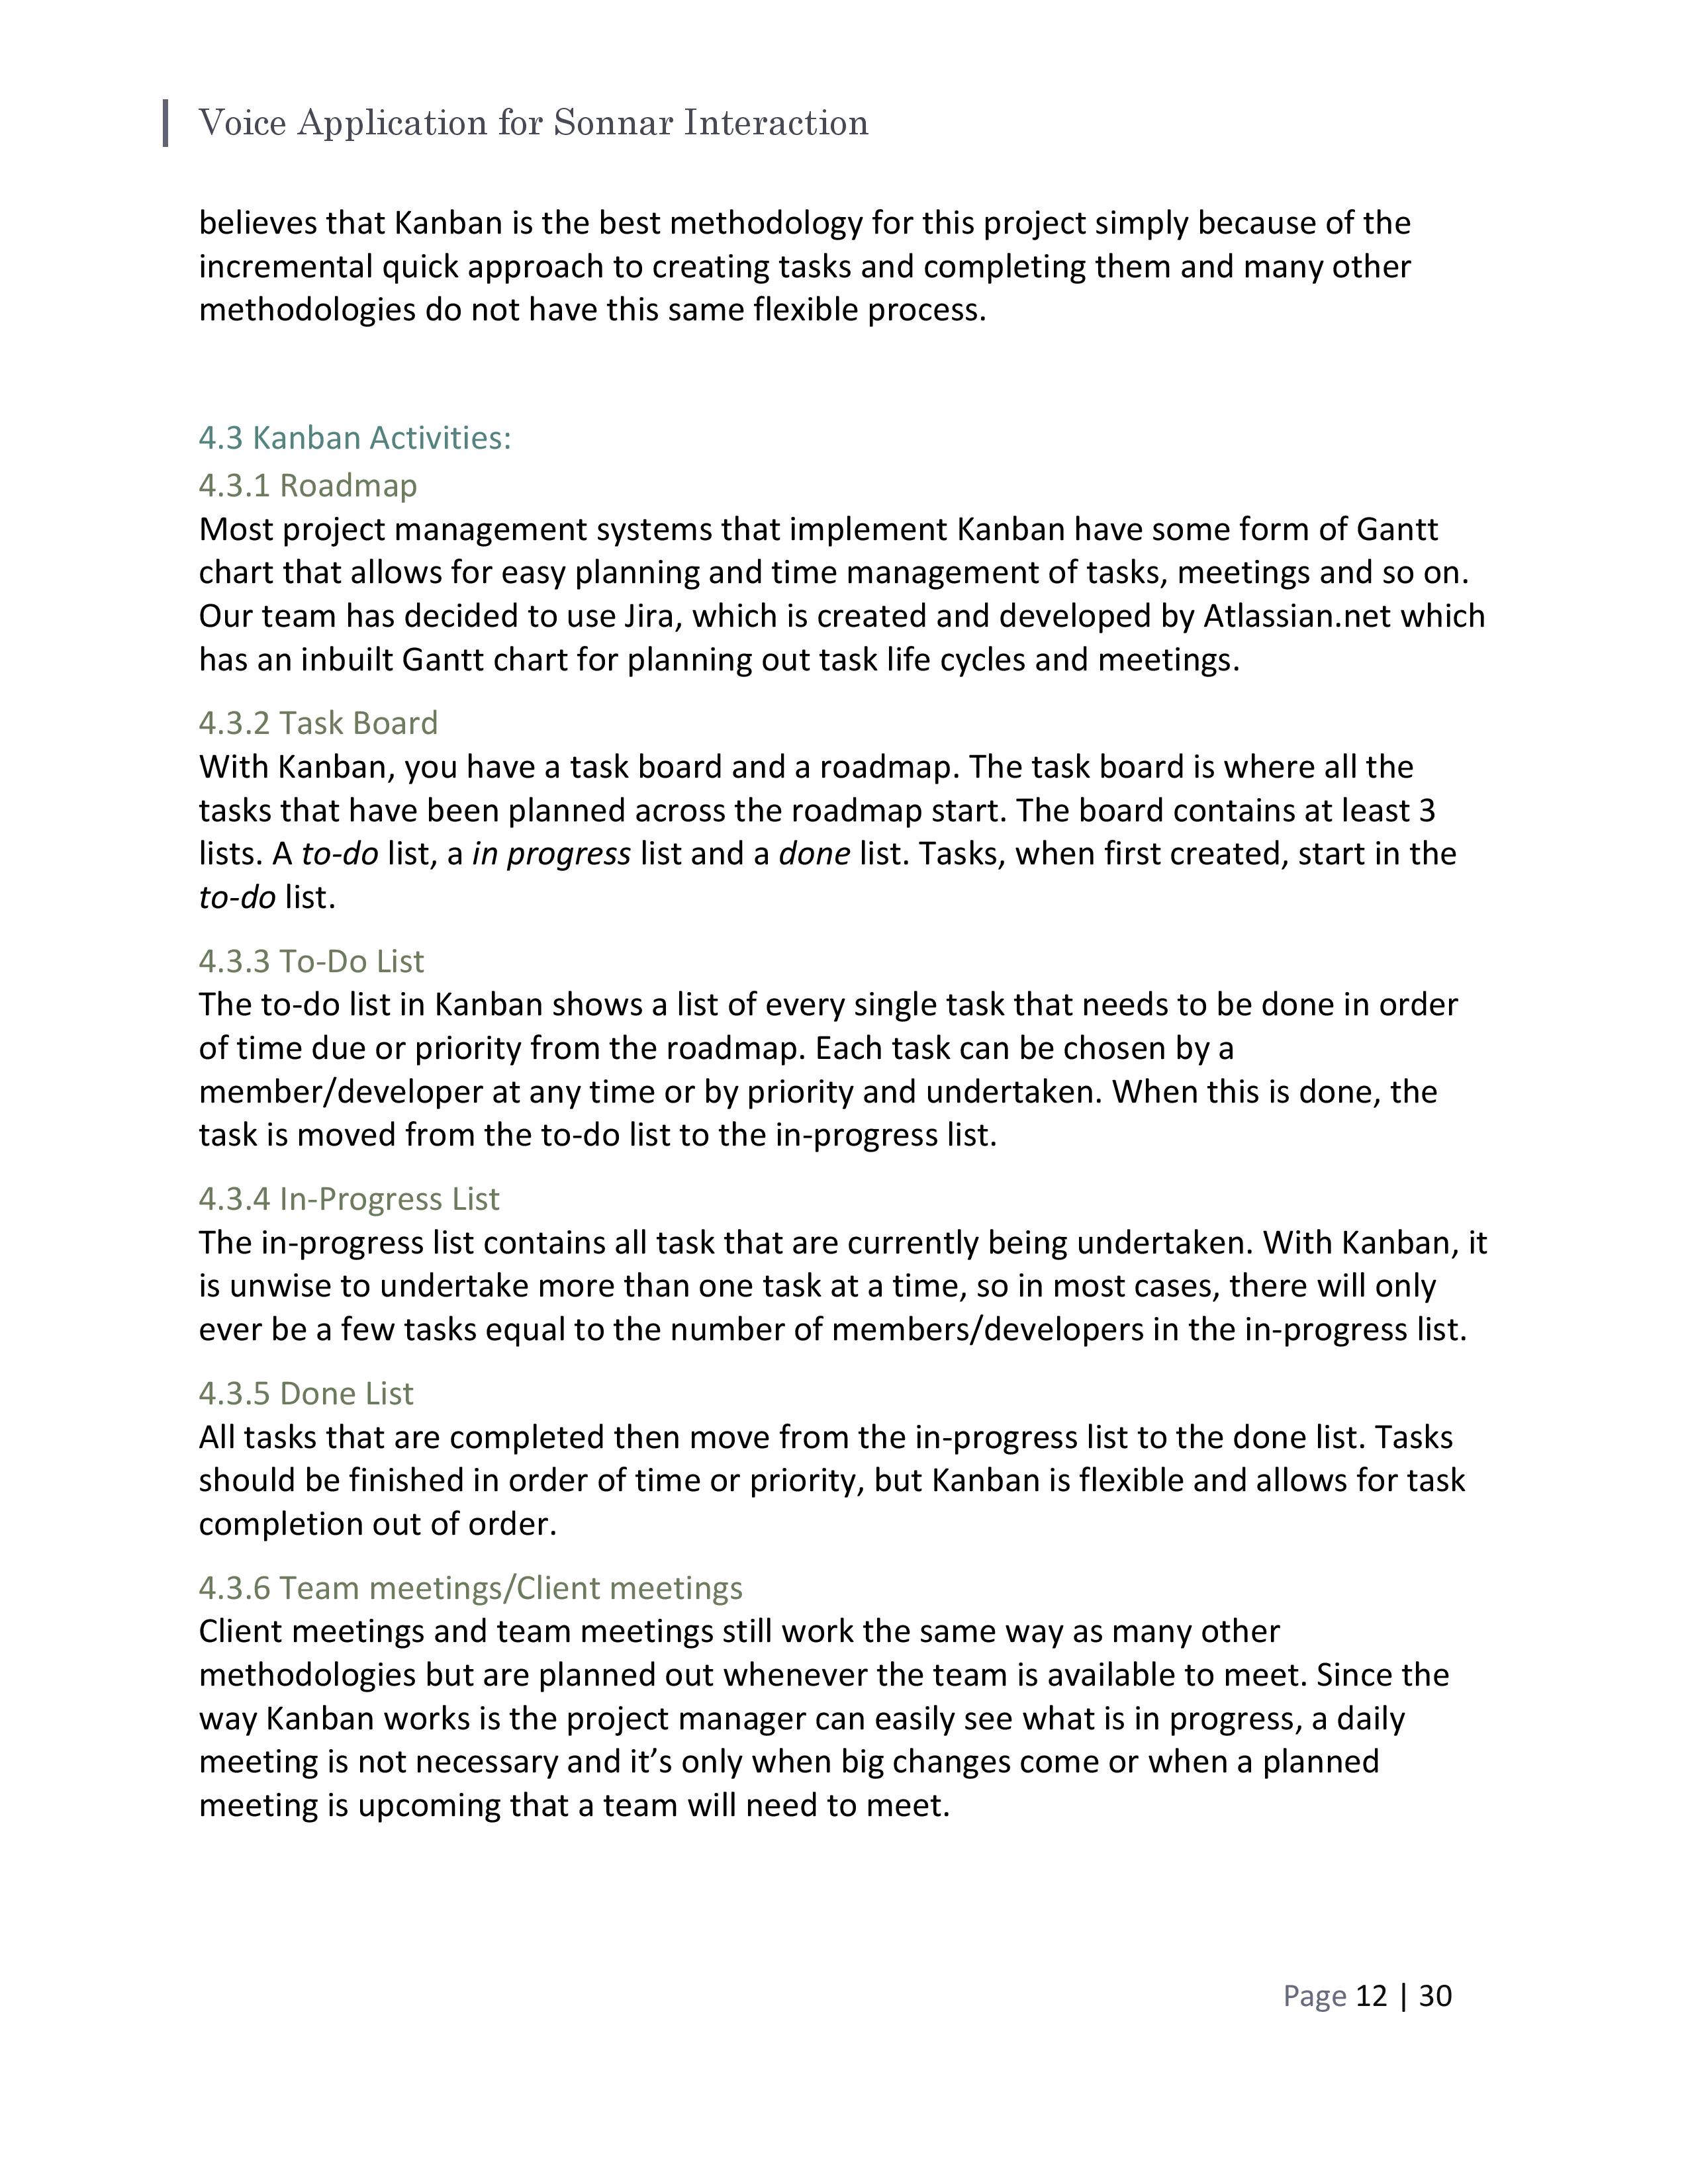 Voice Application for Sonnar Interaction
believes that Kanban is the best methodology for this project simply because of the
incremental quick approach to creating tasks and completing them and many other
methodologies do not have this same flexible process.
4.3 Kanban Activities:
4.3.1 Roadmap
Most project management systems that implement Kanban have some form of Gantt
chart that allows for easy planning and time management of tasks, meetings and so on.
Our team has decided to use Jira, which is created and developed by Atlassian.net which
has an inbuilt Gantt chart for planning out task life cycles and meetings.
4.3.2 Task Board
With Kanban, you have a task board and a roadmap. The task board is where all the
tasks that have been planned across the roadmap start. The board contains at least 3
lists. A to-do list, a in progress list and a done list. Tasks, when first created, start in the
to-do list.
4.3.3 To-Do List
The to-do list in Kanban shows a list of every single task that needs to be done in order
of time due or priority from the roadmap. Each task can be chosen by a
member/developer at any time or by priority and undertaken. When this is done, the
task is moved from the to-do list to the in-progress list.
4.3.4 In-Progress List
The in-progress list contains all task that are currently being undertaken. With Kanban, it
is unwise to undertake more than one task at a time, so in most cases, there will only
ever be a few tasks equal to the number of members/developers in the in-progress list.
4.3.5 Done List
All tasks that are completed then move from the in-progress list to the done list. Tasks
should be finished in order of time or priority, but Kanban is flexible and allows for task
completion out of order.
4.3.6 Team meetings/Client meetings
Client meetings and team meetings still work the same way as many other
methodologies but are planned out whenever the team is available to meet. Since the
way Kanban works is the project manager can easily see what is in progress, a daily
meeting is not necessary and it’s only when big changes come or when a planned
meeting is upcoming that a team will need to meet.
Page 12 | 30